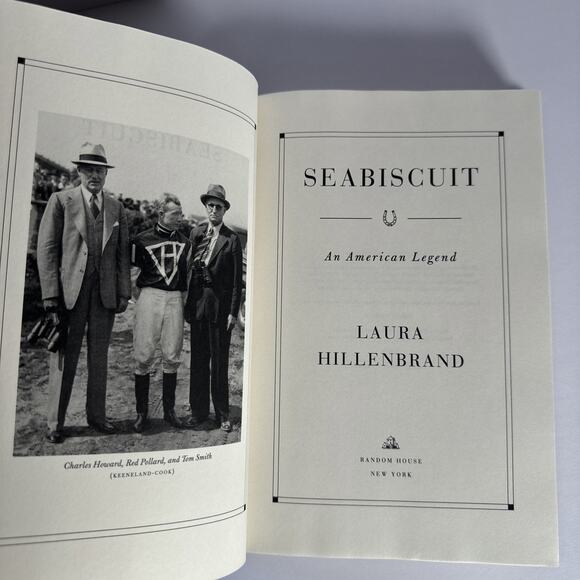 Charles Howard, Red Pollard, and Tom Smith
(KEENELAND-COOK)
SEABISCUIT
An American Legend
LAURA
HILLENBRAND
RANDOM HOUSE
NEW YORK